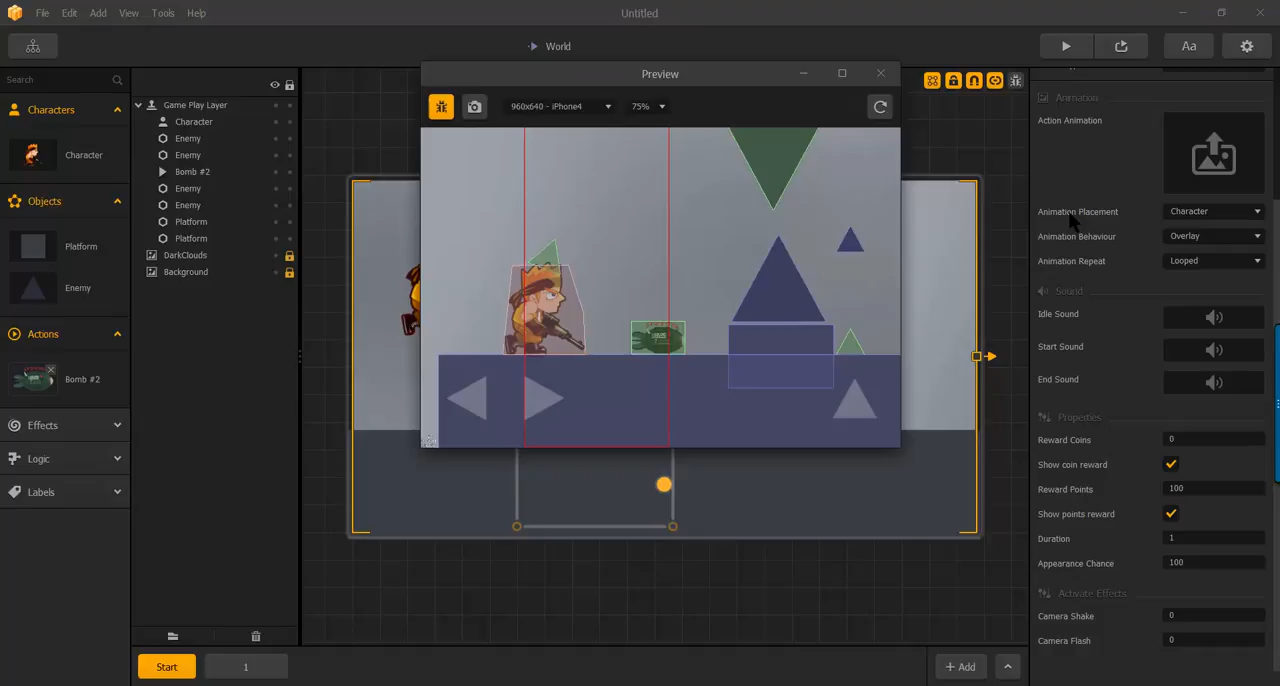 File Edit Add View Tools Help
Untitled
World
Aa
Search
Characters
Character
Objects
Platform
Enemy
Actions
Bomb #2
Effects
Logic
Labels
Game Play Layer
Character
Enemy
Enemy
Bomb #2
Enemy
Enemy
Platform
Platform
DarkClouds
Background
Preview
960x640 - iPhone4
75%
Start
1
+ Add
Animation
Action Animation
Animation Placement Character
Animation Behaviour Overlay
Animation Repeat Looped
Sound
Idle Sound
Start Sound
End Sound
Properties
Reward Coins 0
Show coin reward
Reward Points 100
Show points reward
Duration 1
Appearance Chance 100
Activate Effects
Camera Shake 0
Camera Flash 0